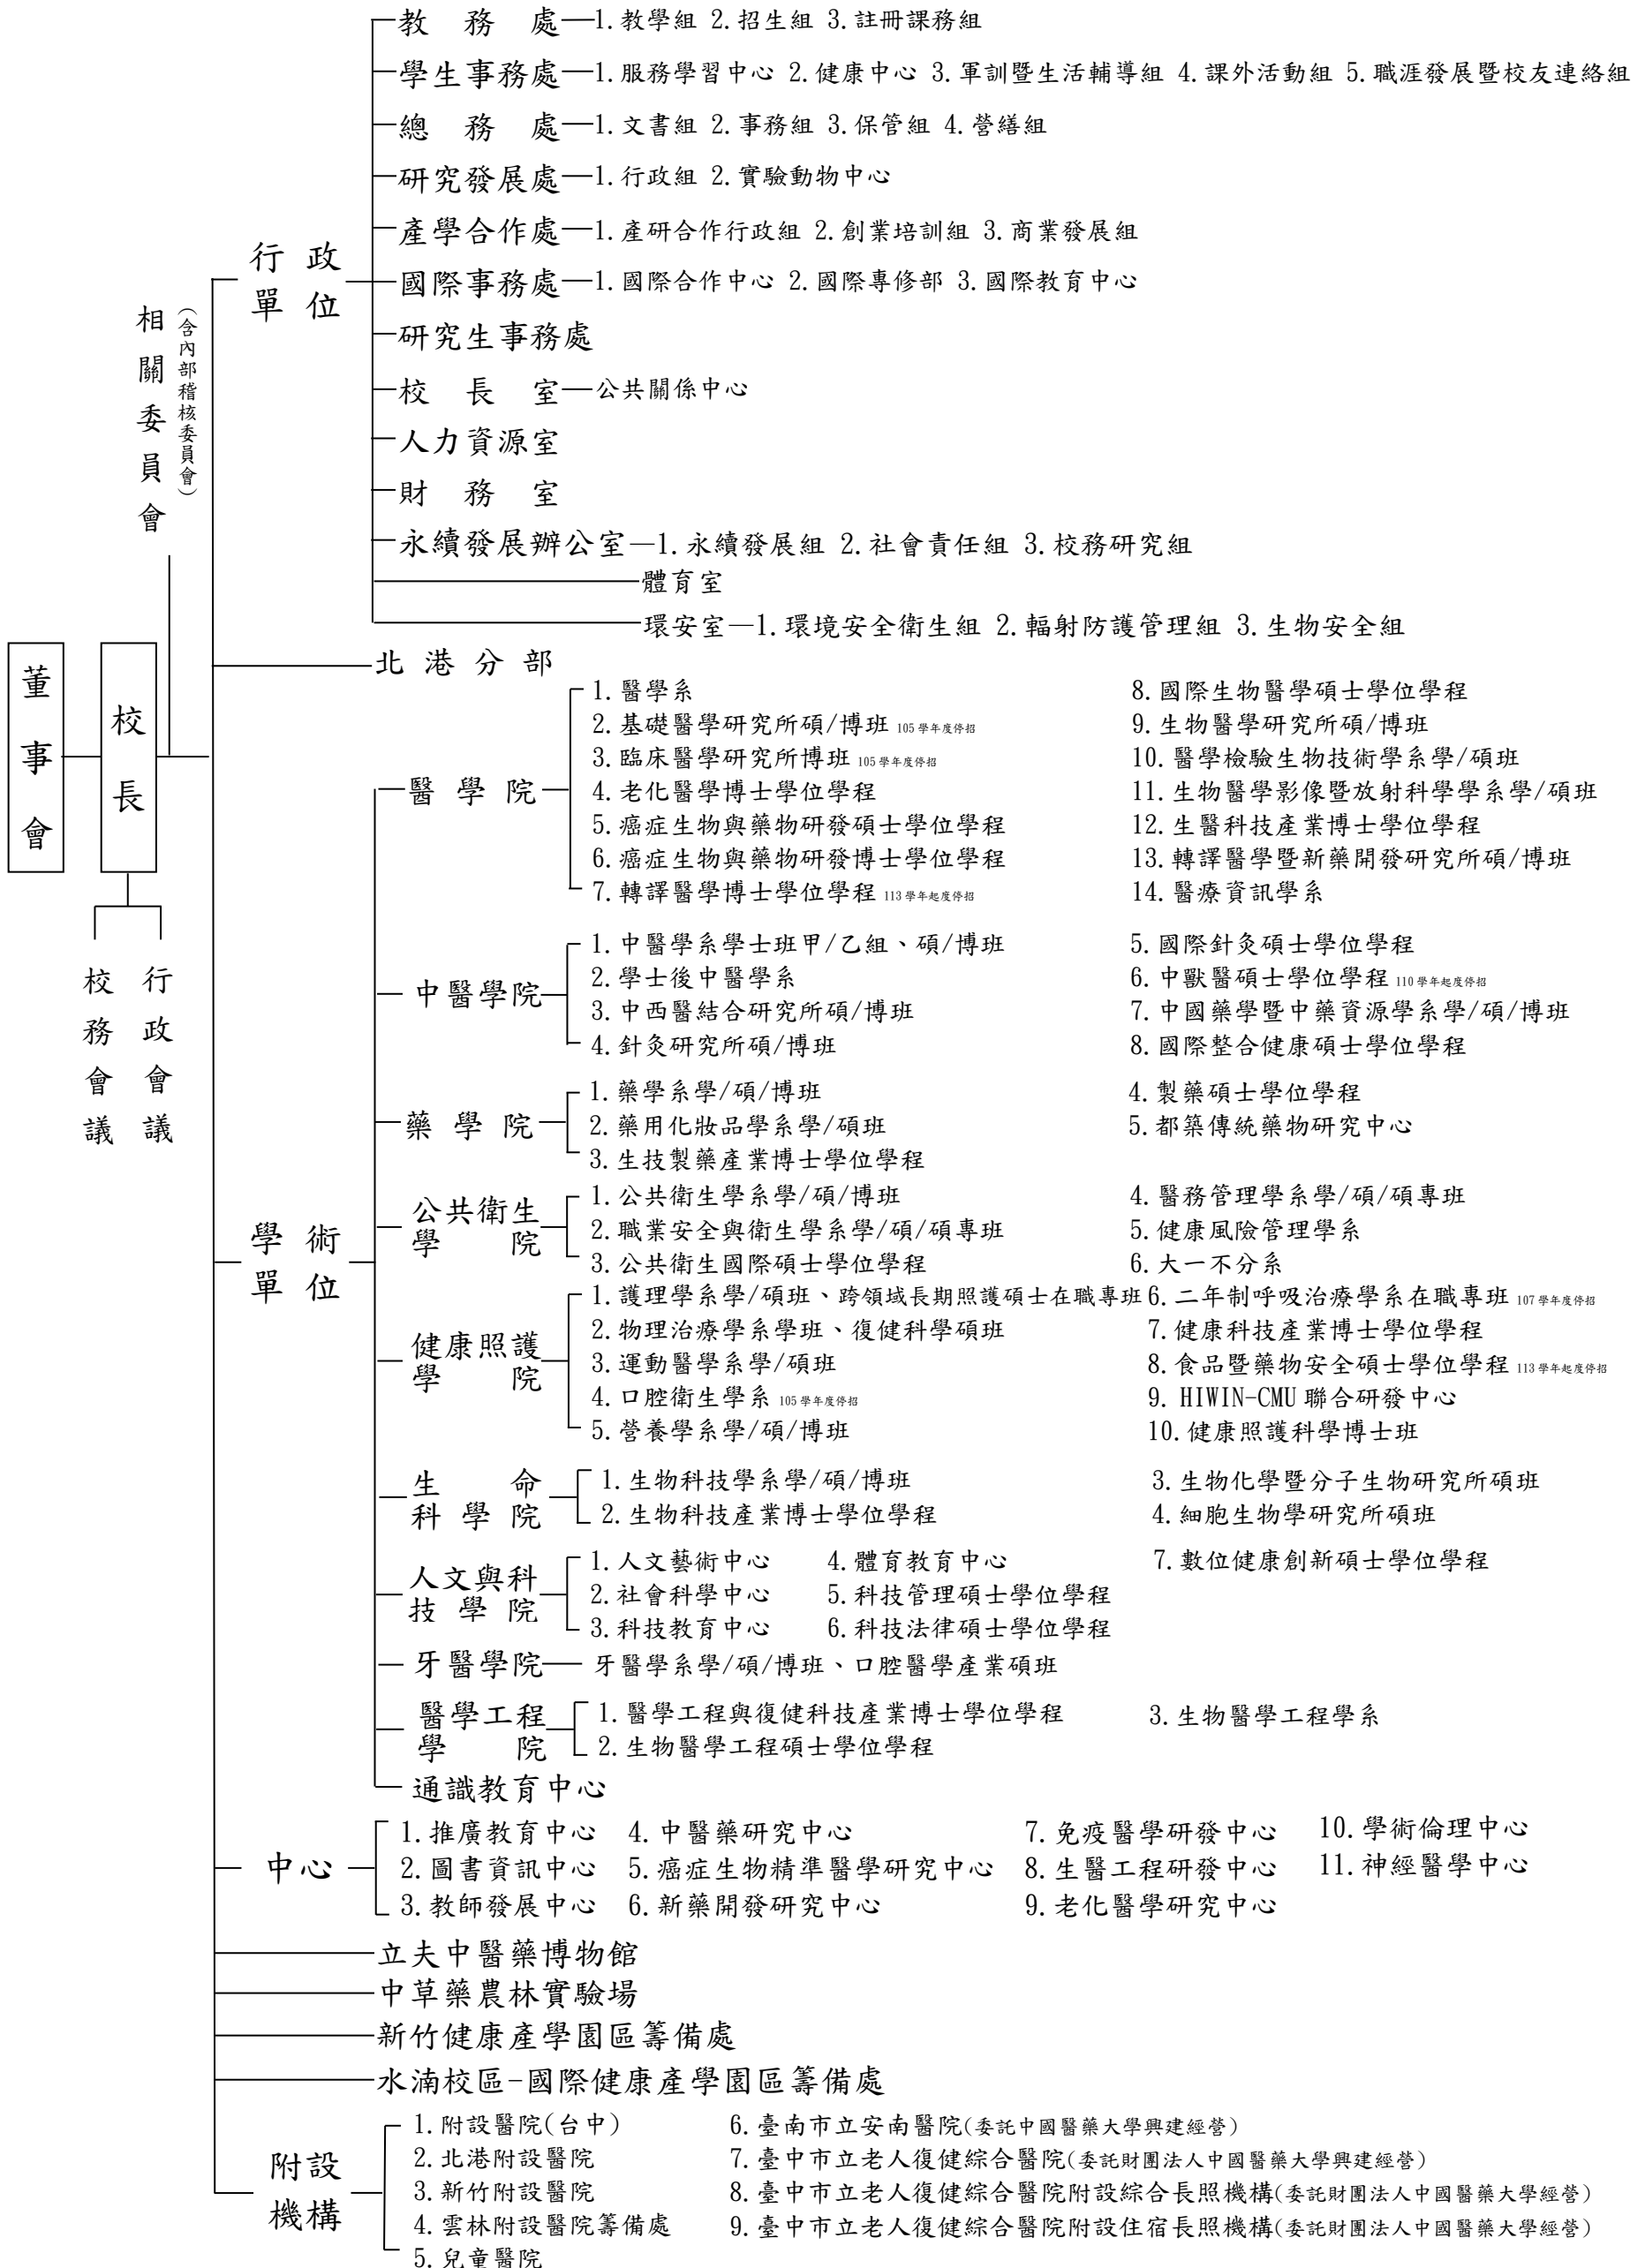 教務處 1.教學組 2.招生組 3.註冊課務組
學生事務處 1.服務學習中心 2.健康中心 3.軍訓暨生活輔導組 4.課外活動組 5.職涯發展暨校友連絡組
總務處 1.文書組 2.事務組 3.保管組 4.營繕組
研究發展處 1.行政組 2.實驗動物中心
產學合作處 1.產研合作行政組 2.創業培訓組 3.商業發展組
行政
單位
國際事務處 1.國際合作中心 2.國際專修部 3.國際教育中心
研究生事務處
校長室 公共關係中心
人力資源室
財務室
永續發展辦公室 1.永續發展組 2.社會責任組 3.校務研究組
體育室
環安室 1.環境安全衛生組 2.輻射防護管理組 3.生物安全組
相關委員會
(含內部稽核委員會)
董事會
校長
校務會議
行政會議
北港分部
學術
單位
醫學院
1.醫學系
2.基礎醫學研究所碩/博班 105學年度停招
3.臨床醫學研究所博班 105學年度停招
4.老化醫學博士學位學程
5.癌症生物與藥物研發碩士學位學程
6.癌症生物與藥物研發博士學位學程
7.轉譯醫學博士學位學程 113學年起度停招
8.國際生物醫學碩士學位學程
9.生物醫學研究所碩/博班
10.醫學檢驗生物技術學系學/碩班
11.生物醫學影像暨放射科學學系學/碩班
12.生醫科技產業博士學位學程
13.轉譯醫學暨新藥開發研究所碩/博班
14.醫療資訊學系
中醫學院
1.中醫學系學士班甲/乙組、碩/博班
2.學士後中醫學系
3.中西醫結合研究所碩/博班
4.針灸研究所碩/博班
5.國際針灸碩士學位學程
6.中獸醫碩士學位學程 110學年起度停招
7.中國藥學暨中藥資源學系學/碩/博班
8.國際整合健康碩士學位學程
藥學院
1.藥學系學/碩/博班
2.藥用化妝品學系學/碩班
3.生技製藥產業博士學位學程
4.製藥碩士學位學程
5.都築傳統藥物研究中心
公共衛生
學院
1.公共衛生學系學/碩/博班
2.職業安全與衛生學系學/碩/碩專班
3.公共衛生國際碩士學位學程
4.醫務管理學系學/碩/碩專班
5.健康風險管理學系
6.大一不分系
健康照護
學院
1.護理學系學/碩班、跨領域長期照護碩士在職專班
2.物理治療學系學班、復健科學碩班
3.運動醫學系學/碩班
4.口腔衛生學系 105學年度停招
5.營養學系學/碩/博班
6.二年制呼吸治療學系在職專班 107學年度停招
7.健康科技產業博士學位學程
8.食品暨藥物安全碩士學位學程 113學年起度停招
9.HIWIN-CMU聯合研發中心
10.健康照護科學博士班
生命
科學院
1.生物科技學系學/碩/博班
2.生物科技產業博士學位學程
3.生物化學暨分子生物研究所碩班
4.細胞生物學研究所碩班
人文與科
技學院
1.人文藝術中心
2.社會科學中心
3.科技教育中心
4.體育教育中心
5.科技管理碩士學位學程
6.科技法律碩士學位學程
7.數位健康創新碩士學位學程
牙醫學院 牙醫學系學/碩/博班、口腔醫學產業碩班
醫學工程
學院
1.醫學工程與復健科技產業博士學位學程
2.生物醫學工程碩士學位學程
3.生物醫學工程學系
通識教育中心
中心
1.推廣教育中心
2.圖書資訊中心
3.教師發展中心
4.中醫藥研究中心
5.癌症生物精準醫學研究中心
6.新藥開發研究中心
7.免疫醫學研發中心
8.生醫工程研發中心
9.老化醫學研究中心
10.學術倫理中心
11.神經醫學中心
立夫中醫藥博物館
中草藥農林實驗場
新竹健康產學園區籌備處
水湳校區-國際健康產學園區籌備處
附設
機構
1.附設醫院(台中)
2.北港附設醫院
3.新竹附設醫院
4.雲林附設醫院籌備處
5.兒童醫院
6.臺南市立安南醫院(委託中國醫藥大學興建經營)
7.臺中市立老人復健綜合醫院(委託財團法人中國醫藥大學興建經營)
8.臺中市立老人復健綜合醫院附設綜合長照機構(委託財團法人中國醫藥大學經營)
9.臺中市立老人復健綜合醫院附設住宿長照機構(委託財團法人中國醫藥大學經營)